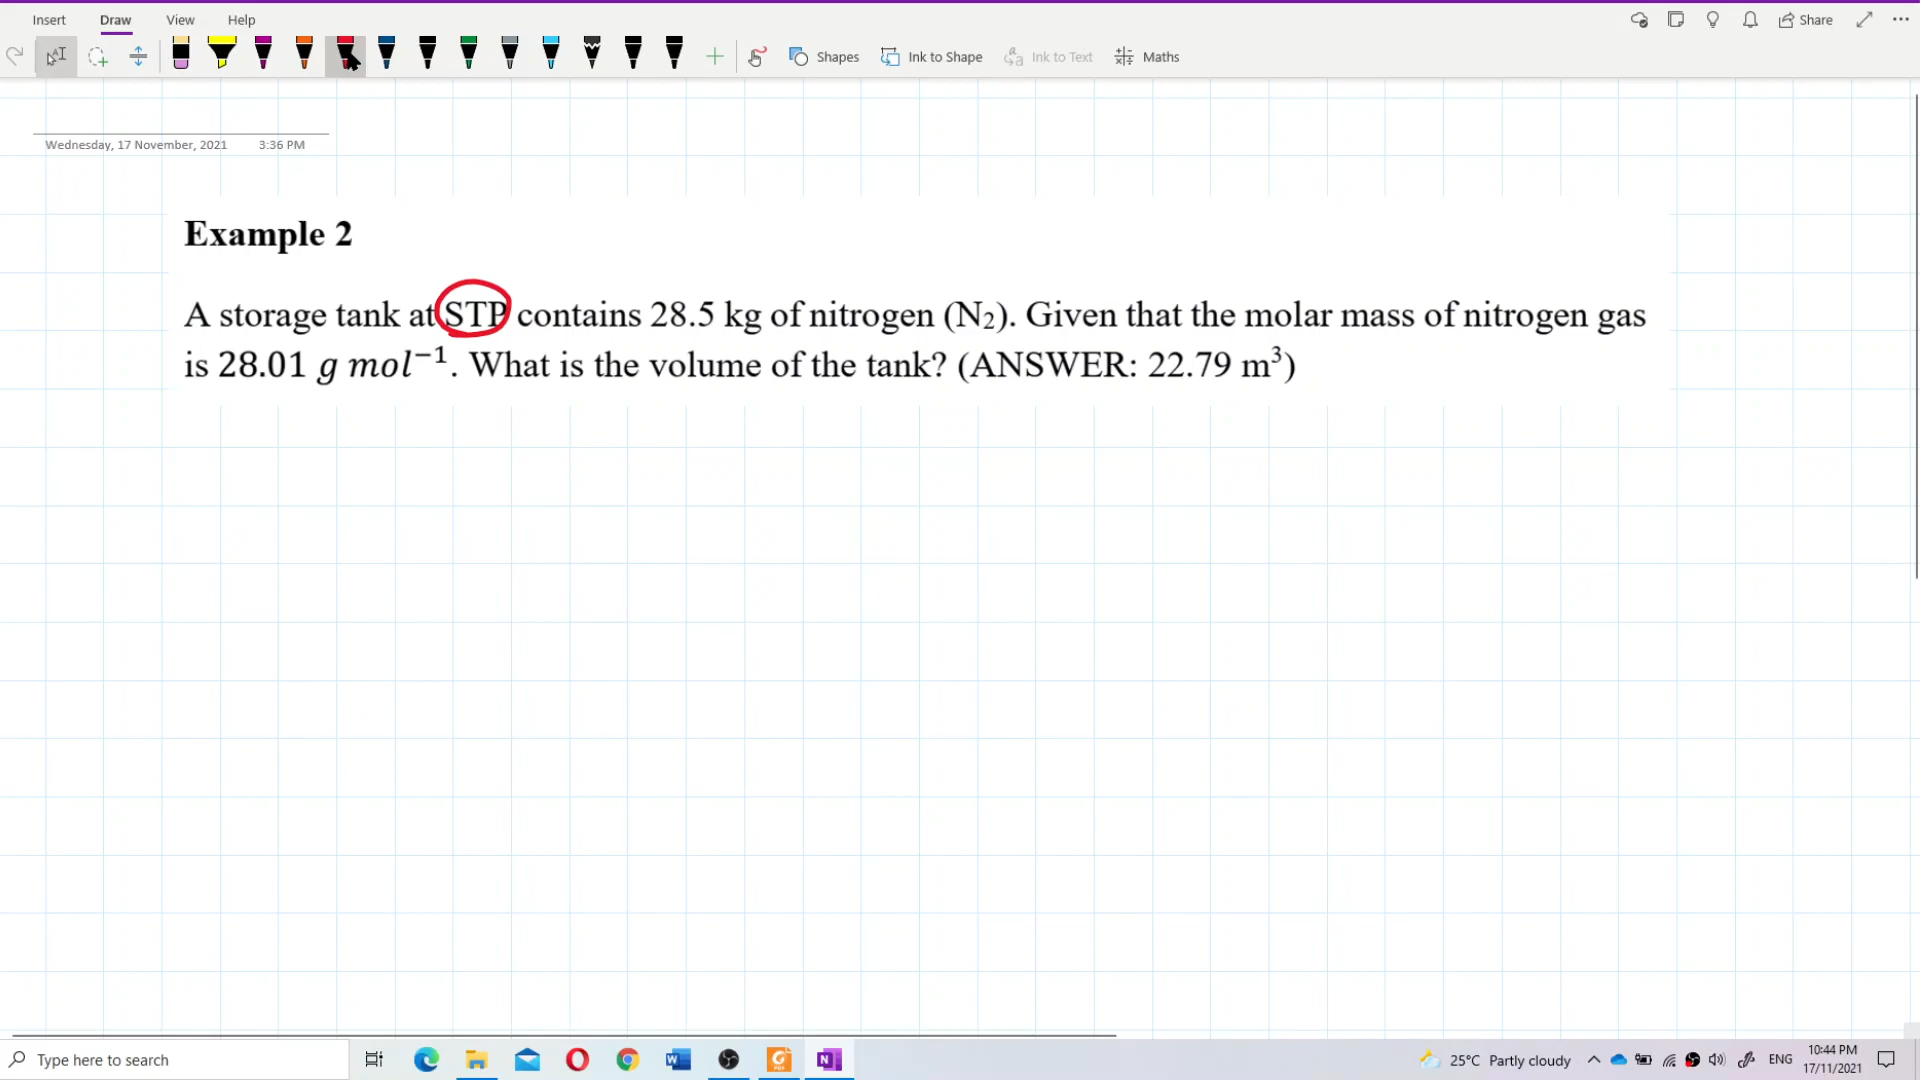 Insert Draw View Help
Share
Shapes Ink to Shape Ink to Text Maths
Wednesday, 17 November, 2021 3:36 PM
Example 2
A storage tank at STP contains 28.5 kg of nitrogen (N₂). Given that the molar mass of nitrogen gas
is 28.01 g mol⁻¹. What is the volume of the tank? (ANSWER: 22.79 m³)
Type here to search
25°C Partly cloudy
ENG
10:44 PM
17/11/2021